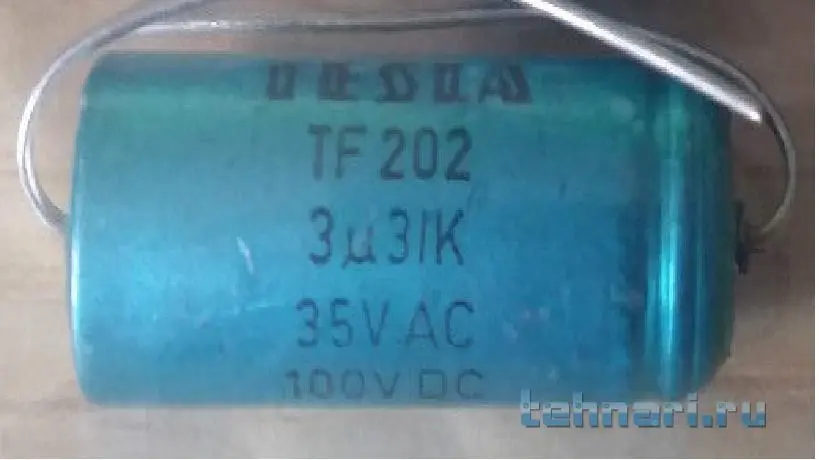 TESLA
TF 202
3µ3/K
35V AC
100V DC
tehnari.ru